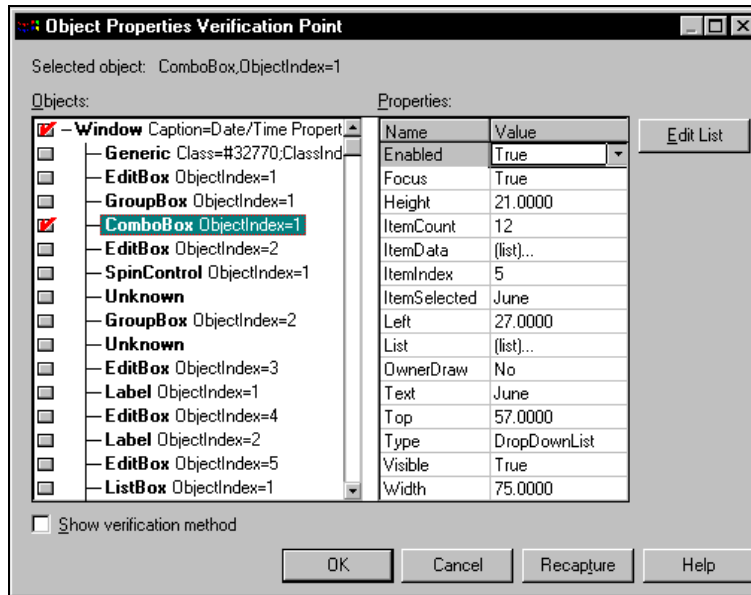 Object Properties Verification Point
Selected object: ComboBox,ObjectIndex=1
Objects:
Window Caption=Date/Time Propert
Generic Class=#32770;ClassInd
EditBox ObjectIndex=1
GroupBox ObjectIndex=1
ComboBox ObjectIndex=1
EditBox ObjectIndex=2
SpinControl ObjectIndex=1
Unknown
GroupBox ObjectIndex=2
Unknown
EditBox ObjectIndex=3
Label ObjectIndex=1
EditBox ObjectIndex=4
Label ObjectIndex=2
EditBox ObjectIndex=5
ListBox ObjectIndex=1
Properties:
Name Value
Enabled True
Focus True
Height 21.0000
ItemCount 12
ItemData (list)...
ItemIndex 5
ItemSelected June
Left 27.0000
List (list)...
OwnerDraw No
Text June
Top 57.0000
Type DropDownList
Visible True
Width 75.0000
Edit List
Show verification method
OK Cancel Recapture Help